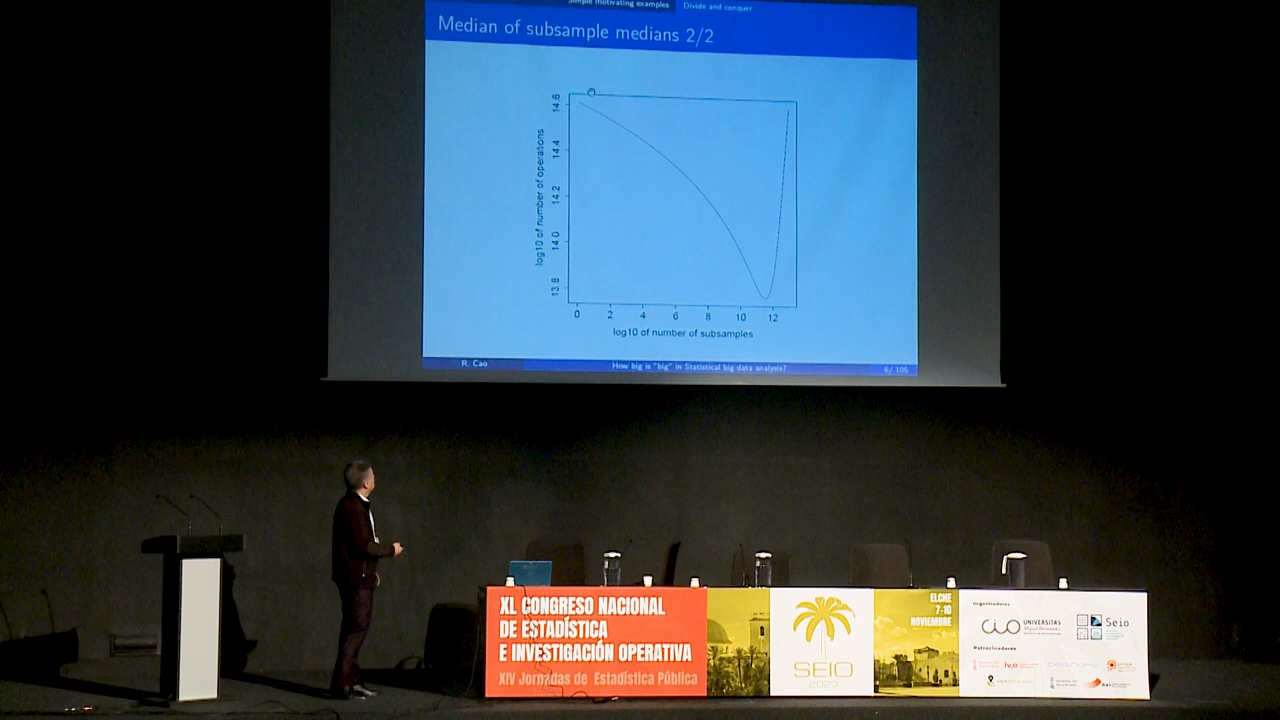 Simple motivating examples Divide and conquer
Median of subsample medians 2/2
log10 of number of operations
14.6
14.4
14.2
14.0
13.8
0 2 4 6 8 10 12
log10 of number of subsamples
R. Cao How big is "big" in Statistical big data analysis? 6/ 105
XL CONGRESO NACIONAL
DE ESTADÍSTICA
E INVESTIGACIÓN OPERATIVA
XIV Jornadas de Estadística Pública
SEIO
2023
ELCHE
7-10
NOVIEMBRE
Organizadores
CIO UNIVERSITAS
Miguel Hernández
Seio
Patrocinadores